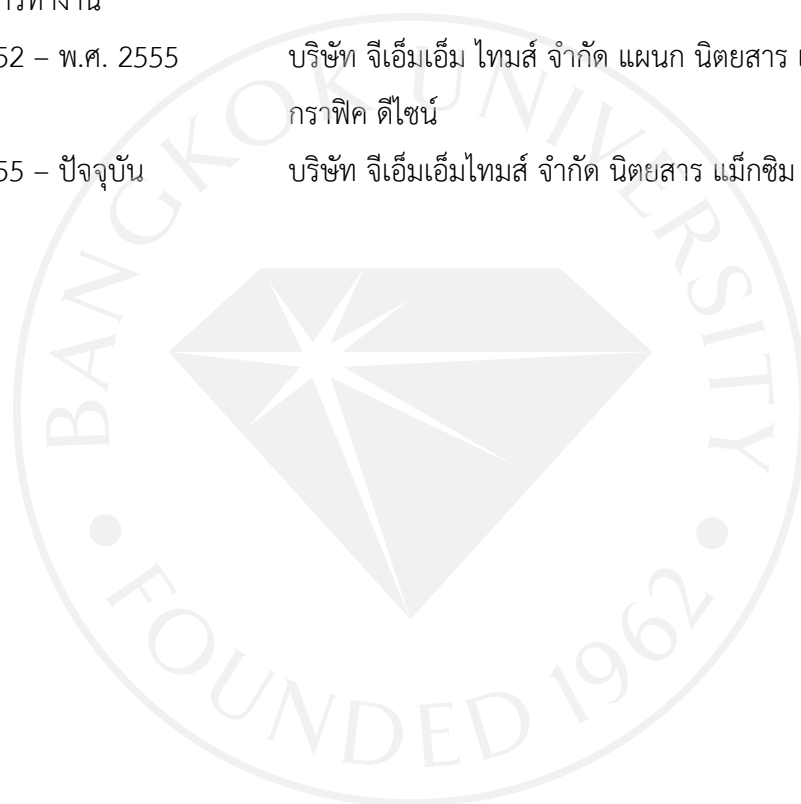 52 – พ.ศ. 2555 บริษัท จีเอ็มเอ็ม ไทมส์ จำกัด แผนก นิตยสาร
กราฟิค ดีไซน์
55 – ปัจจุบัน บริษัท จีเอ็มเอ็มไทมส์ จำกัด นิตยสาร แม็กซิม
BANGKOK UNIVERSITY
FOUNDED 1962